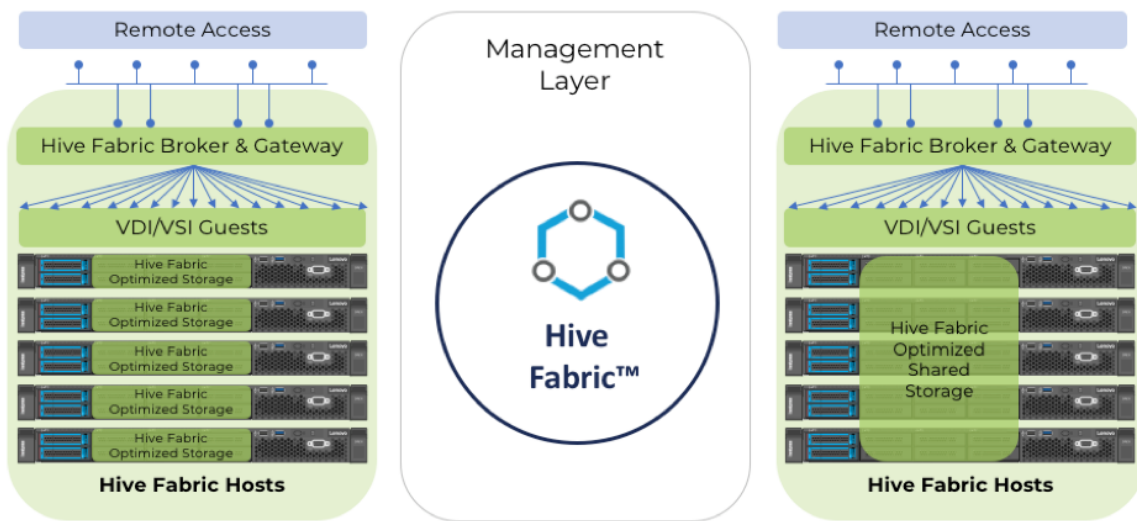 Remote Access
Hive Fabric Broker & Gateway
VDI/VSI Guests
Hive Fabric
Optimized Storage
Hive Fabric
Optimized Storage
Hive Fabric
Optimized Storage
Hive Fabric
Optimized Storage
Hive Fabric
Optimized Storage
Hive Fabric Hosts
Management
Layer
Hive
Fabric™
Remote Access
Hive Fabric Broker & Gateway
VDI/VSI Guests
Hive Fabric
Optimized
Shared
Storage
Hive Fabric Hosts